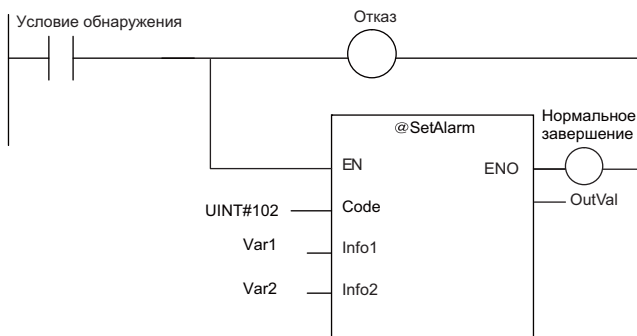 Условие обнаружения
Отказ
@SetAlarm
Нормальное
завершение
EN
ENO
UINT#102
Code
OutVal
Var1
Info1
Var2
Info2